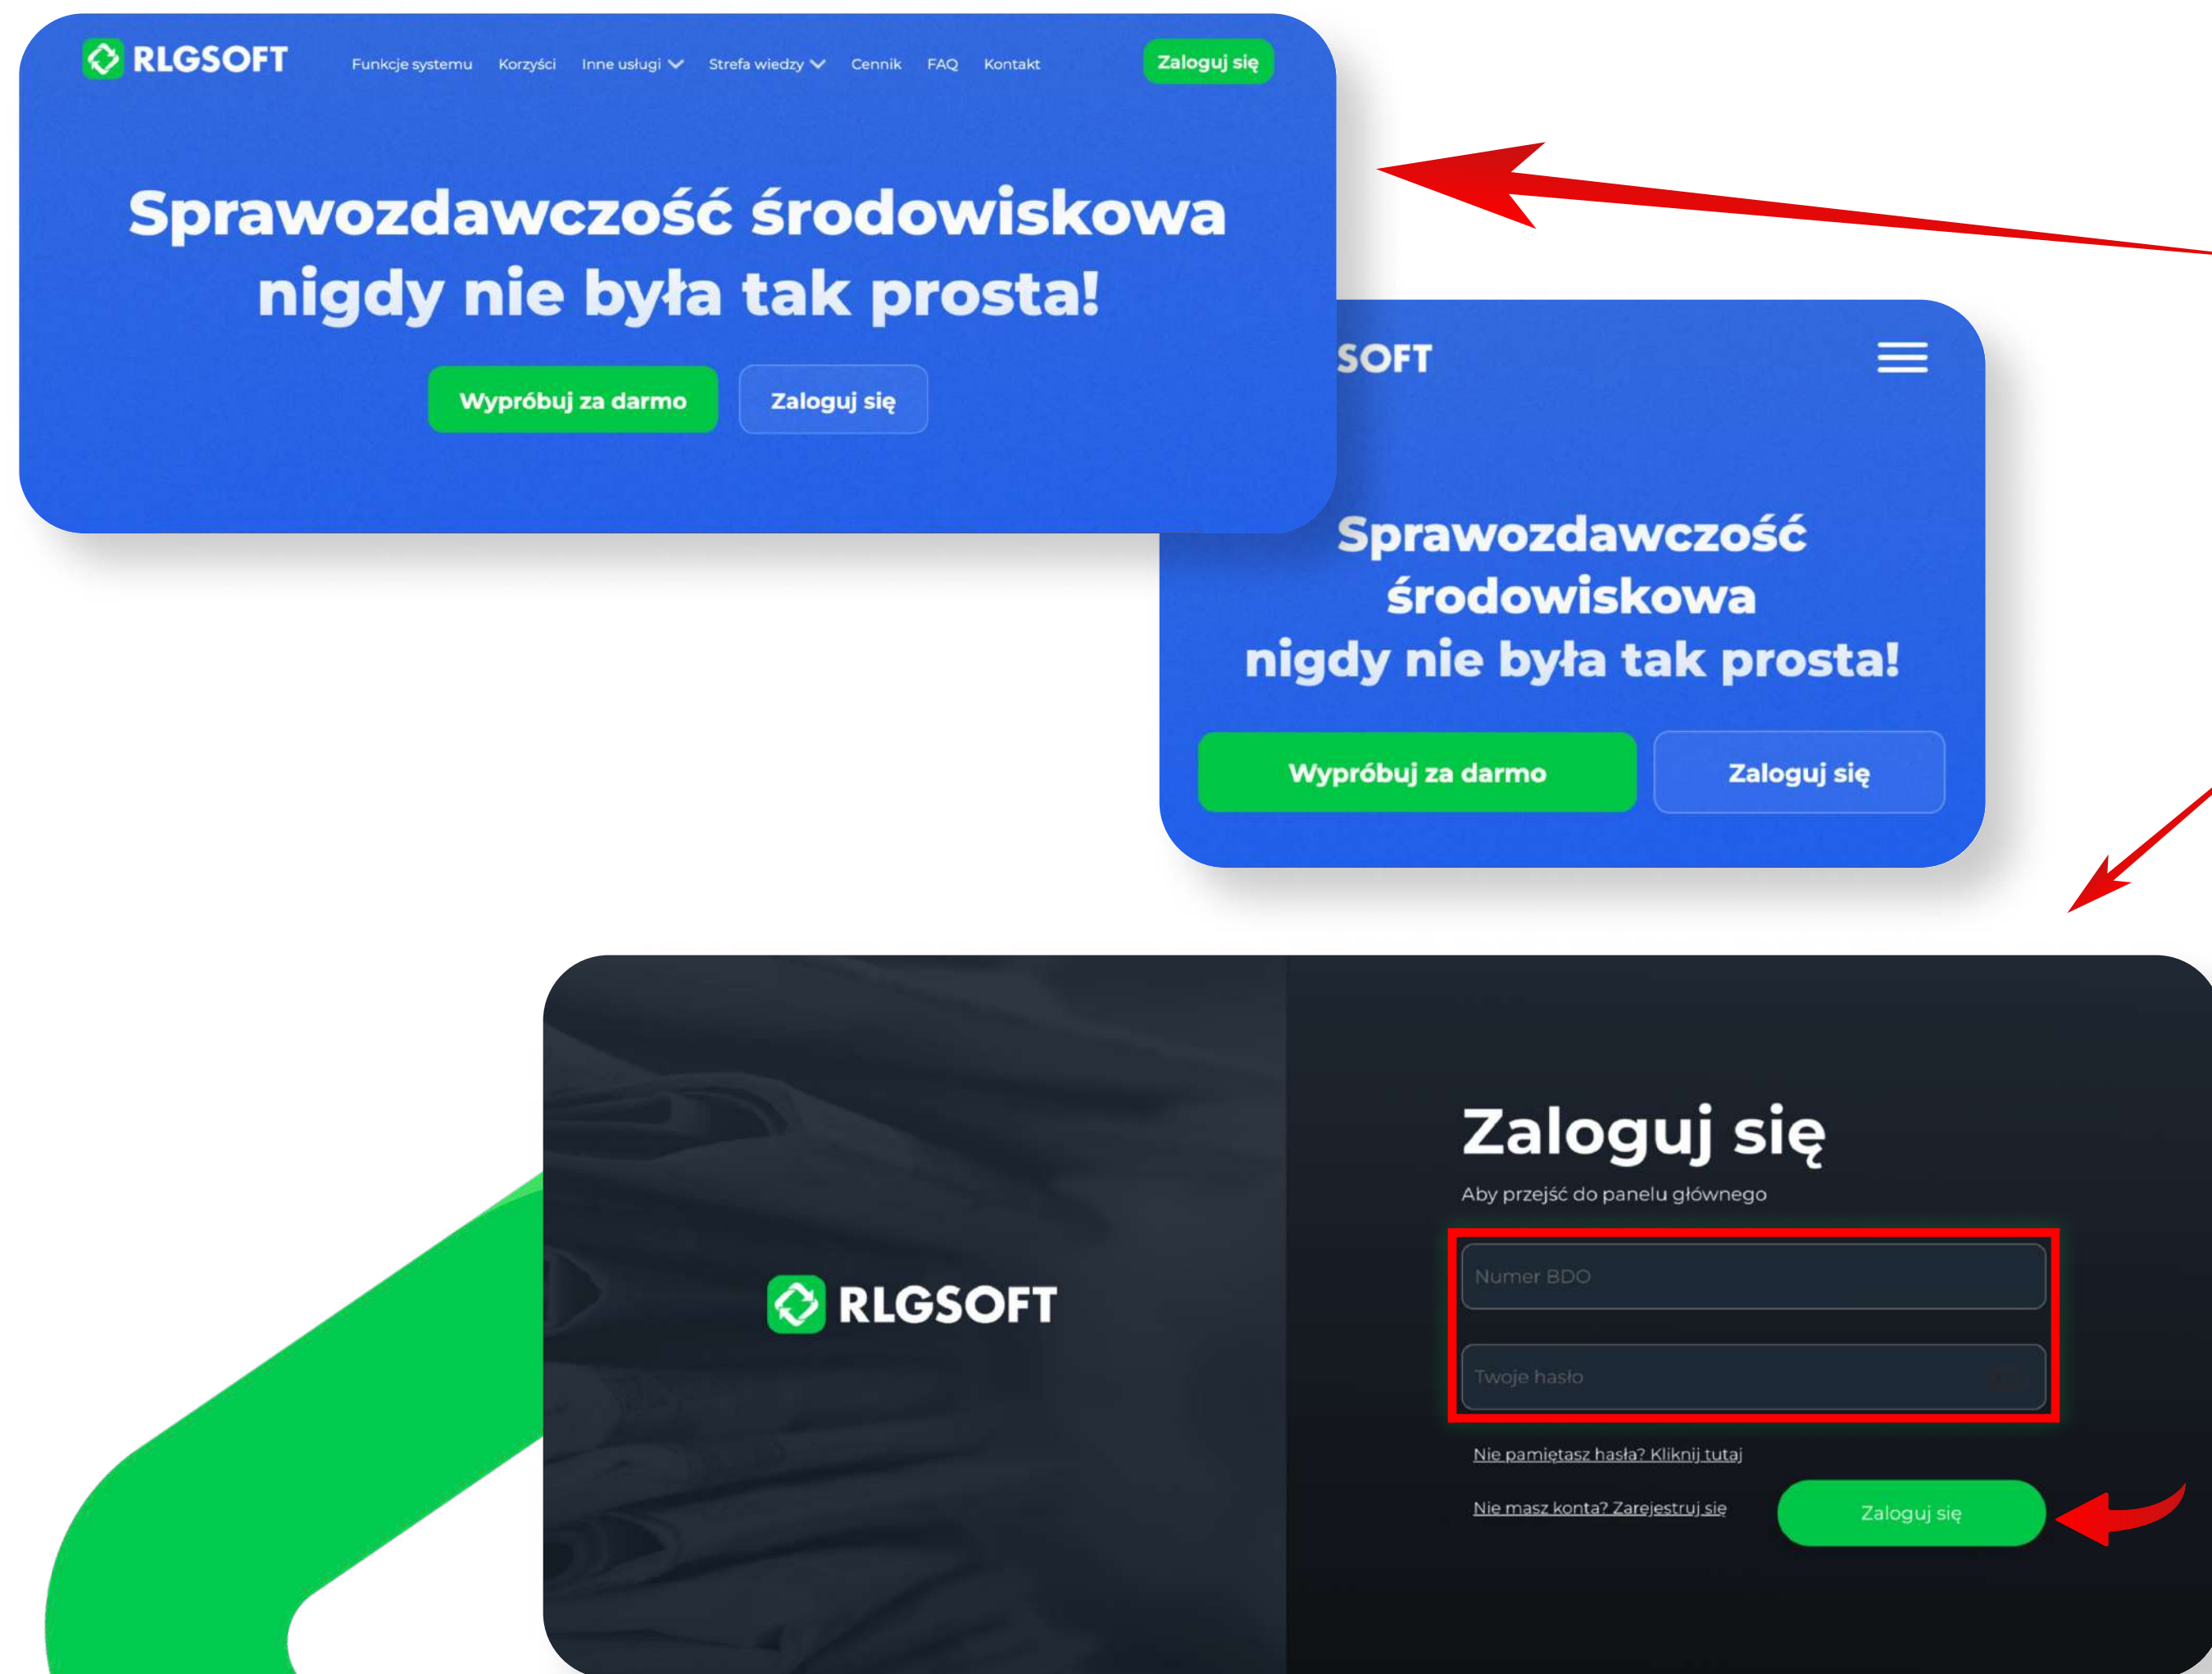 RLGSOFT
Funkcje systemu Korzyści Inne usługi Strefa wiedzy Cennik FAQ Kontakt Zaloguj się
Sprawozdawczość środowiskowa
nigdy nie była tak prosta!
Wypróbuj za darmo Zaloguj się
SOFT
Sprawozdawczość
środowiskowa
nigdy nie była tak prosta!
Wypróbuj za darmo Zaloguj się
RLGSOFT
Zaloguj się
Aby przejść do panelu głównego
Numer BDO
Twoje hasło
Nie pamiętasz hasła? Kliknij tutaj
Nie masz konta? Zarejestruj się
Zaloguj się